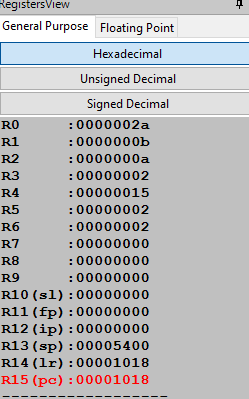 RegistersView
General Purpose Floating Point
Hexadecimal
Unsigned Decimal
Signed Decimal
R0 :0000002a
R1 :0000000b
R2 :0000000a
R3 :00000002
R4 :00000015
R5 :00000002
R6 :00000002
R7 :00000000
R8 :00000000
R9 :00000000
R10(sl):00000000
R11(fp):00000000
R12(ip):00000000
R13(sp):00005400
R14(lr):00001018
R15(pc):00001018
------------------